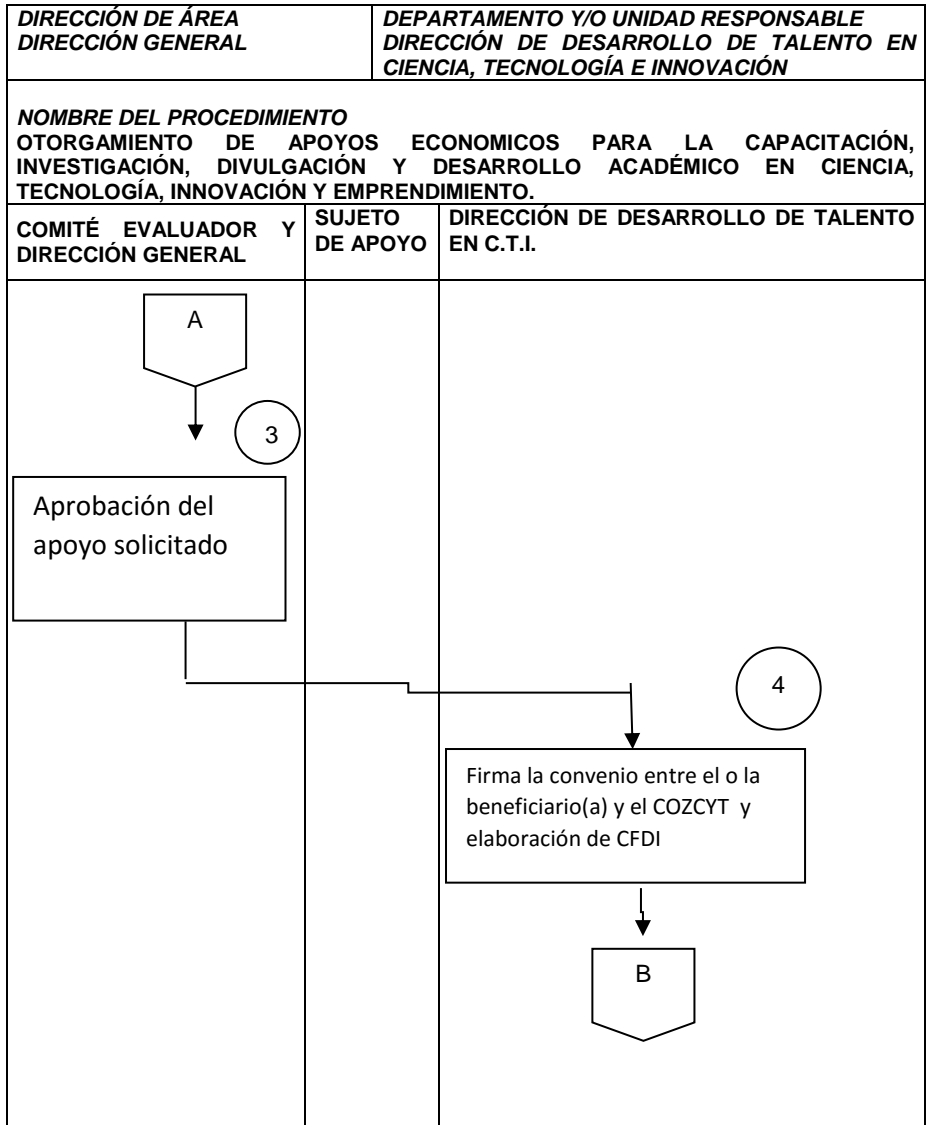 DIRECCIÓN DE ÁREA
DIRECCIÓN GENERAL
DEPARTAMENTO Y/O UNIDAD RESPONSABLE
DIRECCIÓN DE DESARROLLO DE TALENTO EN
CIENCIA, TECNOLOGÍA E INNOVACIÓN
NOMBRE DEL PROCEDIMIENTO
OTORGAMIENTO DE APOYOS ECONOMICOS PARA LA CAPACITACIÓN,
INVESTIGACIÓN, DIVULGACIÓN Y DESARROLLO ACADÉMICO EN CIENCIA,
TECNOLOGÍA, INNOVACIÓN Y EMPRENDIMIENTO.
COMITÉ EVALUADOR Y
DIRECCIÓN GENERAL
SUJETO
DE APOYO
DIRECCIÓN DE DESARROLLO DE TALENTO
EN C.T.I.
A
3
Aprobación del
apoyo solicitado
4
Firma la convenio entre el o la
beneficiario(a) y el COZCYT y
elaboración de CFDI
B